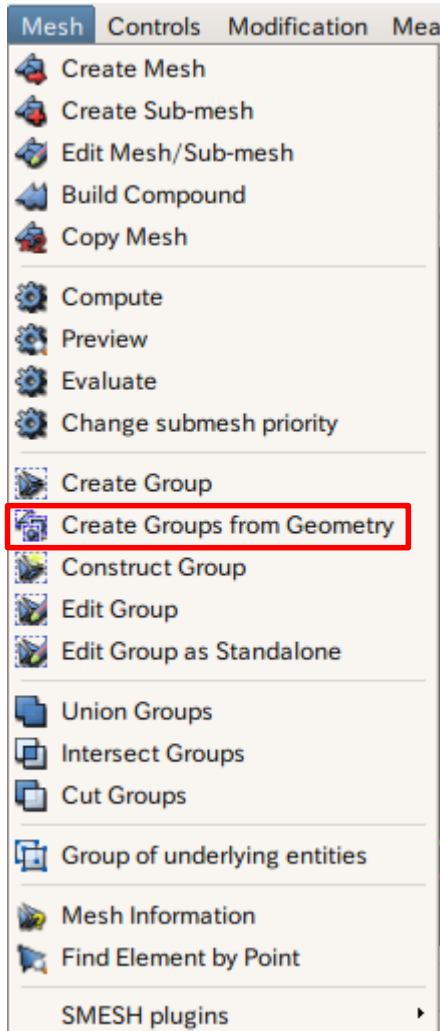 Mesh Controls Modification Mea
Create Mesh
Create Sub-mesh
Edit Mesh/Sub-mesh
Build Compound
Copy Mesh
Compute
Preview
Evaluate
Change submesh priority
Create Group
Create Groups from Geometry
Construct Group
Edit Group
Edit Group as Standalone
Union Groups
Intersect Groups
Cut Groups
Group of underlying entities
Mesh Information
Find Element by Point
SMESH plugins